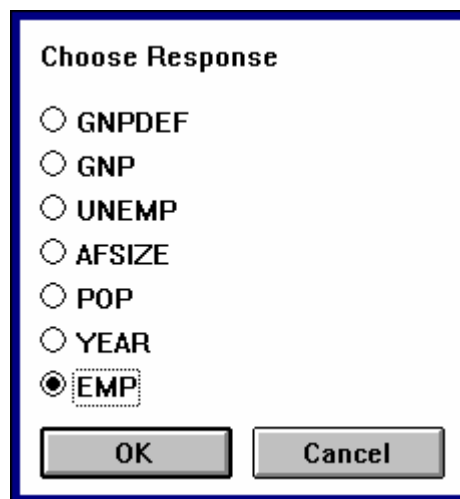 Choose Response
GNPDEF
GNP
UNEMP
AFSIZE
POP
YEAR
EMP
OK Cancel